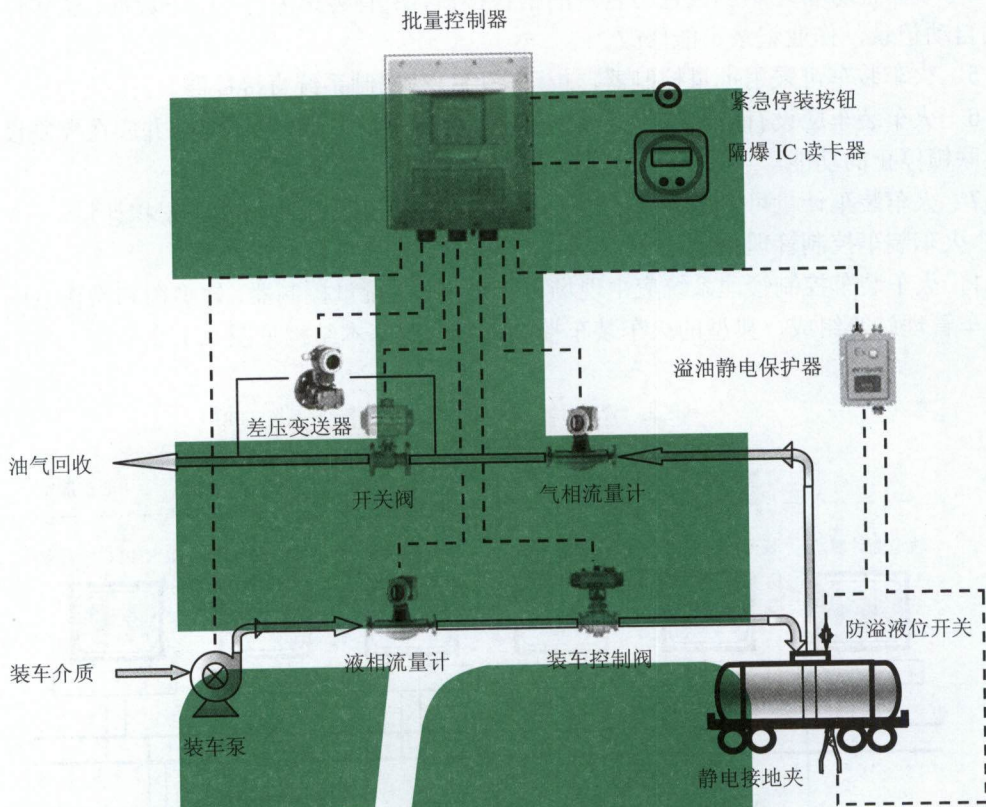 批量控制器
紧急停装按钮
隔爆 IC 读卡器
溢油静电保护器
差压变送器
油气回收
开关阀
气相流量计
防溢液位开关
装车介质
液相流量计
装车控制阀
装车泵
静电接地夹